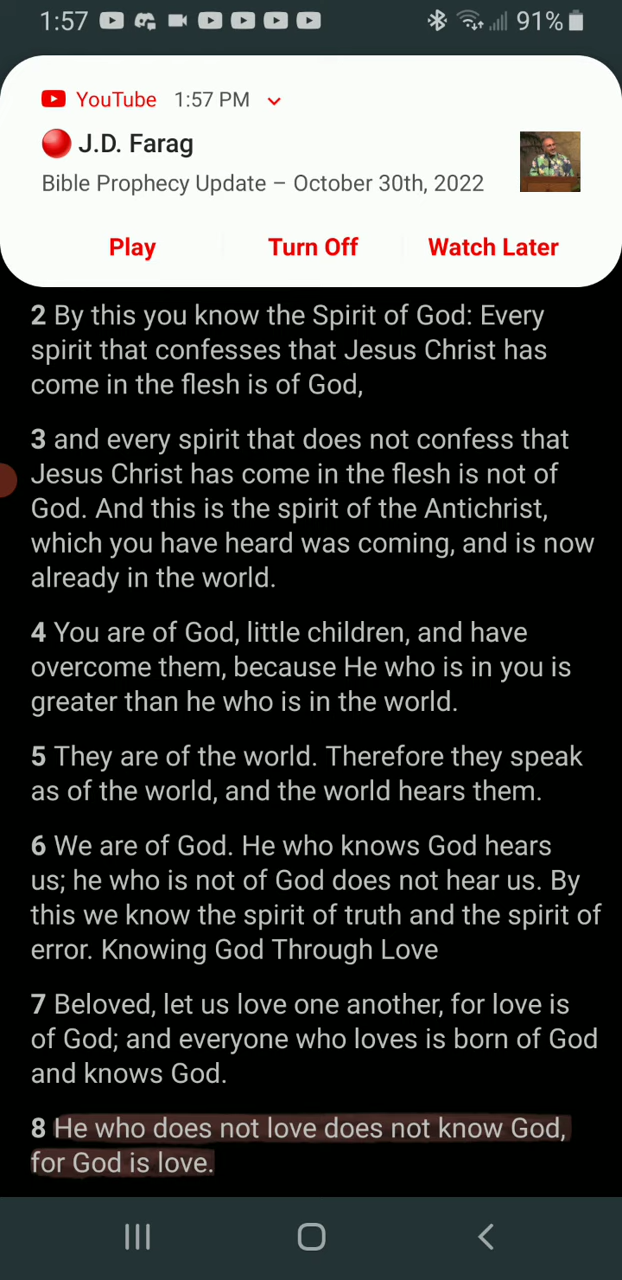 1:57 91%
YouTube 1:57 PM
J.D. Farag
Bible Prophecy Update – October 30th, 2022
Play Turn Off Watch Later
2 By this you know the Spirit of God: Every
spirit that confesses that Jesus Christ has
come in the flesh is of God,
3 and every spirit that does not confess that
Jesus Christ has come in the flesh is not of
God. And this is the spirit of the Antichrist,
which you have heard was coming, and is now
already in the world.
4 You are of God, little children, and have
overcome them, because He who is in you is
greater than he who is in the world.
5 They are of the world. Therefore they speak
as of the world, and the world hears them.
6 We are of God. He who knows God hears
us; he who is not of God does not hear us. By
this we know the spirit of truth and the spirit of
error. Knowing God Through Love
7 Beloved, let us love one another, for love is
of God; and everyone who loves is born of God
and knows God.
8 He who does not love does not know God,
for God is love.